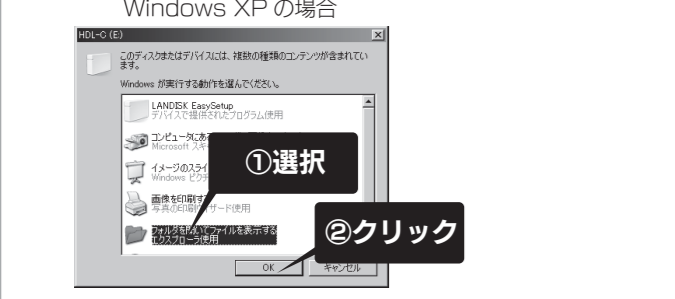 Windows XP の場合
HDL-C (E)
このディスクまたはデバイスには、複数の種類のコンテンツが含まれてい
ます。
Windows が実行する動作を選んでください。
LANDISK EasySetup
デバイスで提供されたプログラム使用
コンピュータにあ
Microsoft スキ
イメージのスライ
Windows ピクチ
①選択
画像を印刷す
写真の印刷ウィザード使用
フォルダを開いてファイルを表示する
エクスプローラ使用
②クリック
OK
キャンセル